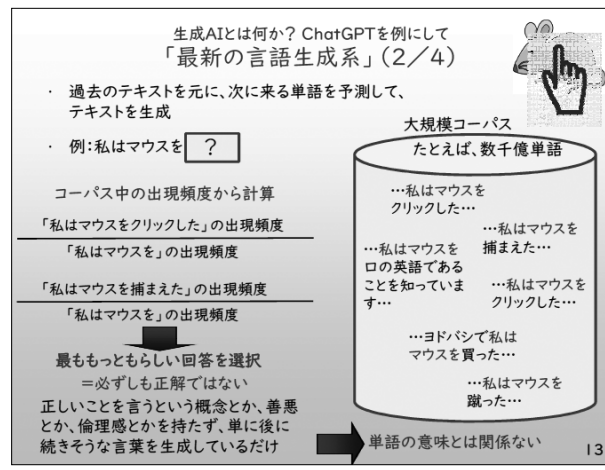 生成AIとは何か? ChatGPTを例にして
「最新の言語生成系」(2/4)
・ 過去のテキストを元に、次に来る単語を予測して、
テキストを生成
・ 例:私はマウスを ?
コーパス中の出現頻度から計算
「私はマウスをクリックした」の出現頻度
「私はマウスを」の出現頻度
「私はマウスを捕まえた」の出現頻度
「私はマウスを」の出現頻度
最ももっともらしい回答を選択
=必ずしも正解ではない
正しいことを言うという概念とか、善悪
とか、倫理感とかを持たず、単に後に
続きそうな言葉を生成しているだけ
大規模コーパス
たとえば、数千億単語
…私はマウスを
クリックした…
…私はマウスを
捕まえた…
…私はマウスを
口の英語である
ことを知っていま
す…
…私はマウスを
クリックした…
…ヨドバシで私は
マウスを買った…
…私はマウスを
蹴った…
単語の意味とは関係ない
13